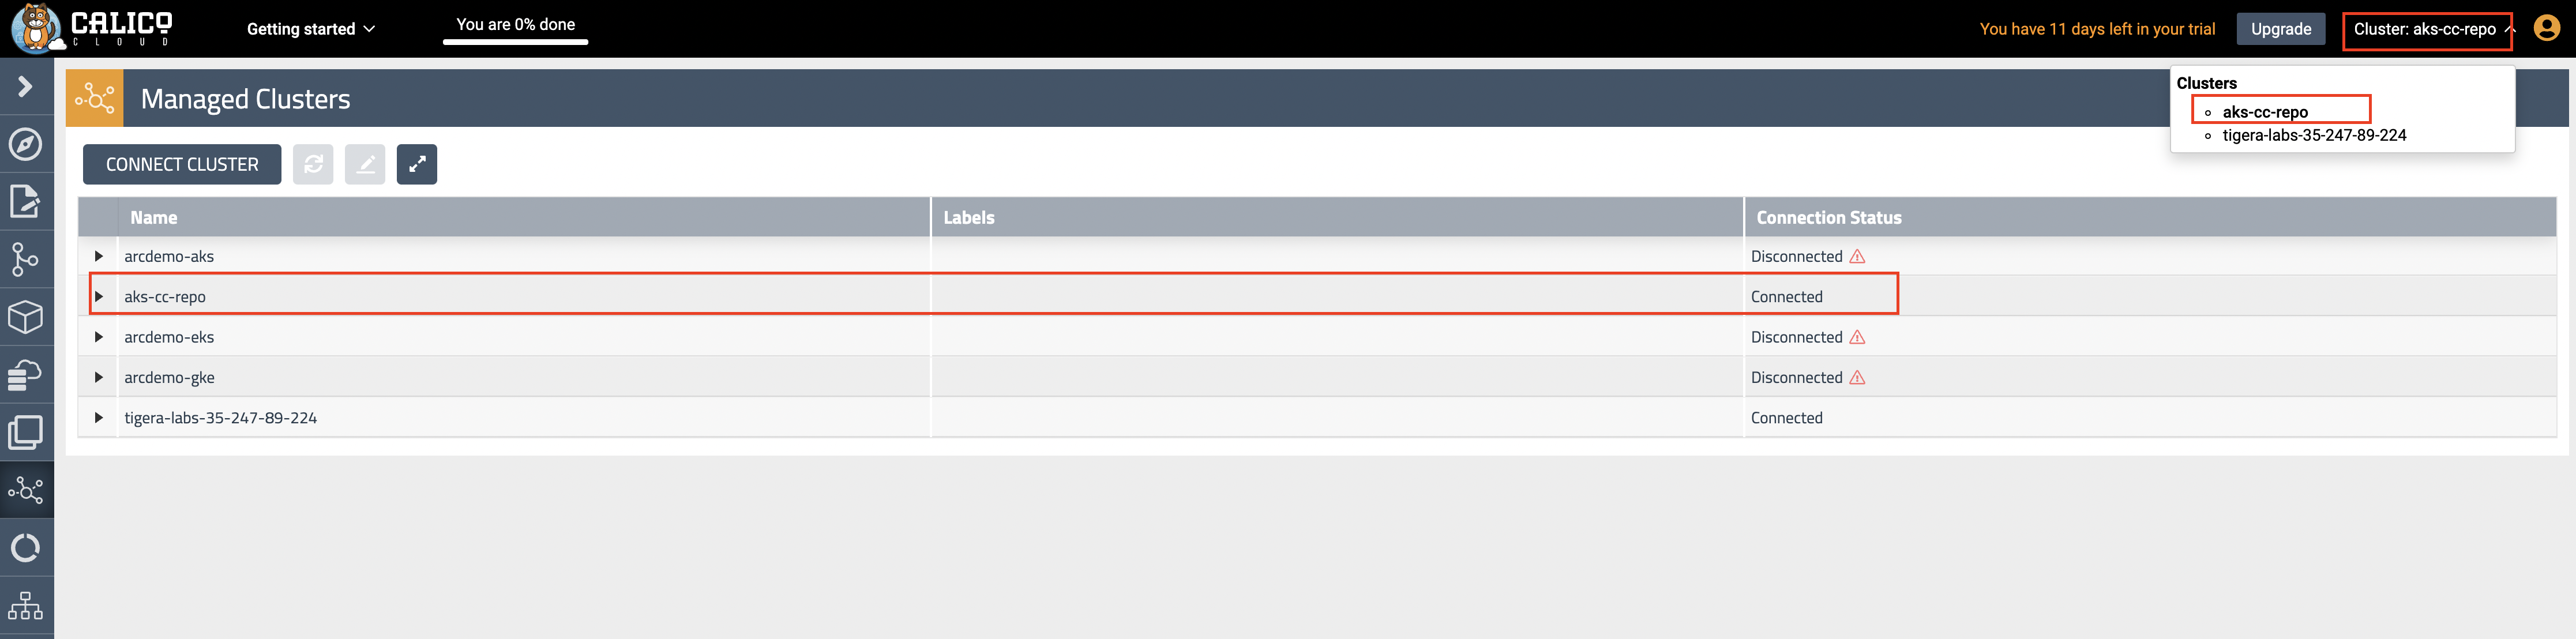 CALICO
CLOUD
Getting started
You are 0% done
You have 11 days left in your trial
Upgrade
Cluster: aks-cc-repo
Clusters
aks-cc-repo
tigera-labs-35-247-89-224
Managed Clusters
CONNECT CLUSTER
Name Labels Connection Status
arcdemo-aks Disconnected
aks-cc-repo Connected
arcdemo-eks Disconnected
arcdemo-gke Disconnected
tigera-labs-35-247-89-224 Connected